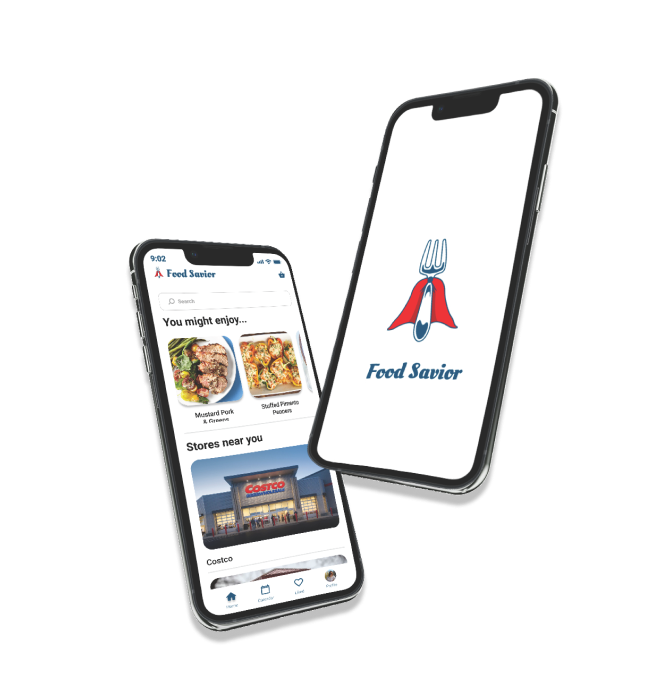 9:02
Food Savior
Search
You might enjoy...
Mustard Pork
& Greens
Stuffed Pimento
Peppers
Stores near you
COSTCO
Costco
Home
Liked
Profile
Food Savior